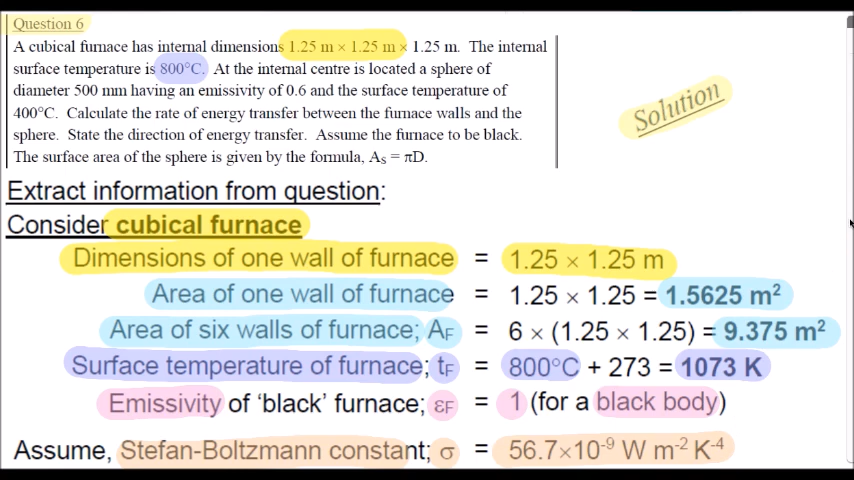 Question 6
A cubical furnace has internal dimensions 1.25 m × 1.25 m × 1.25 m. The internal
surface temperature is 800°C. At the internal centre is located a sphere of
diameter 500 mm having an emissivity of 0.6 and the surface temperature of
400°C. Calculate the rate of energy transfer between the furnace walls and the
sphere. State the direction of energy transfer. Assume the furnace to be black.
The surface area of the sphere is given by the formula, A_S = πD.
Solution
Extract information from question:
Consider cubical furnace
Dimensions of one wall of furnace = 1.25 × 1.25 m
Area of one wall of furnace = 1.25 × 1.25 = 1.5625 m²
Area of six walls of furnace; A_F = 6 × (1.25 × 1.25) = 9.375 m²
Surface temperature of furnace; t_F = 800°C + 273 = 1073 K
Emissivity of ‘black’ furnace; ε_F = 1 (for a black body)
Assume, Stefan-Boltzmann constant; σ = 56.7×10⁻⁹ W m⁻² K⁻⁴